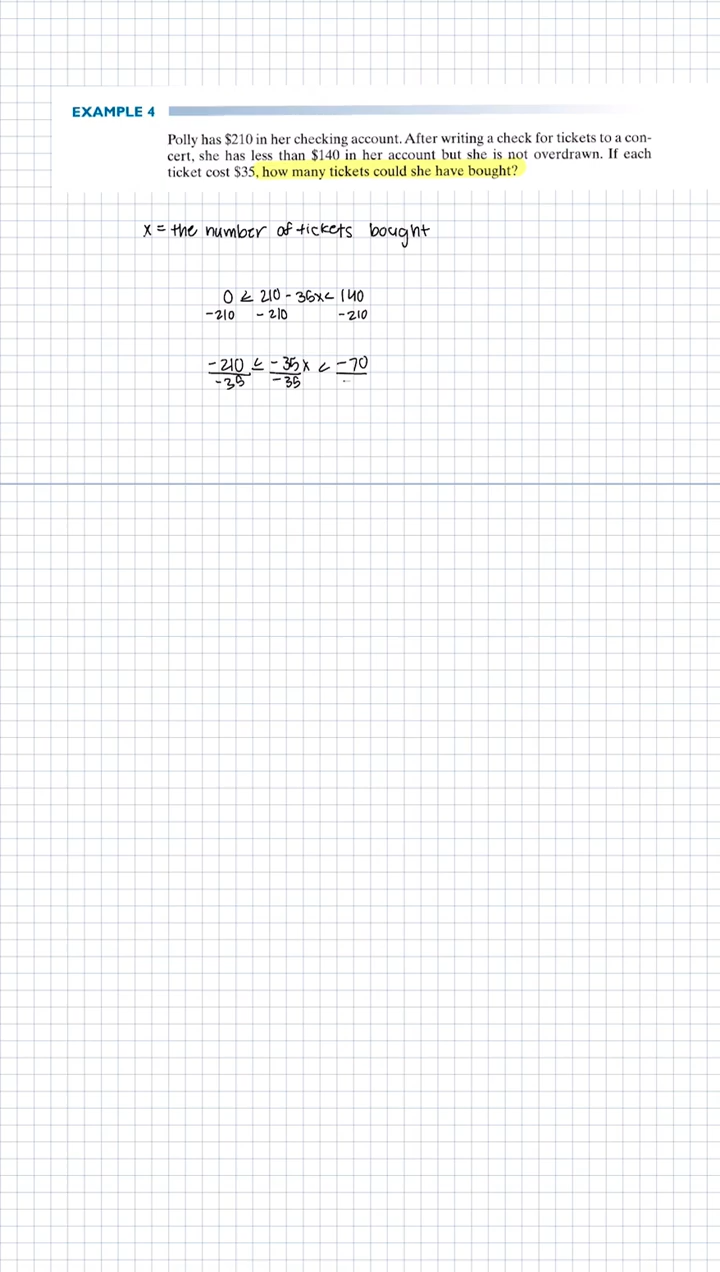 EXAMPLE 4
Polly has $210 in her checking account. After writing a check for tickets to a con-
cert, she has less than $140 in her account but she is not overdrawn. If each
ticket cost $35, how many tickets could she have bought?
x = the number of tickets bought
0 ≤ 210 - 35x < 140
-210 - 210 -210
-210 ≤ -35x < -70
-35 -35 -